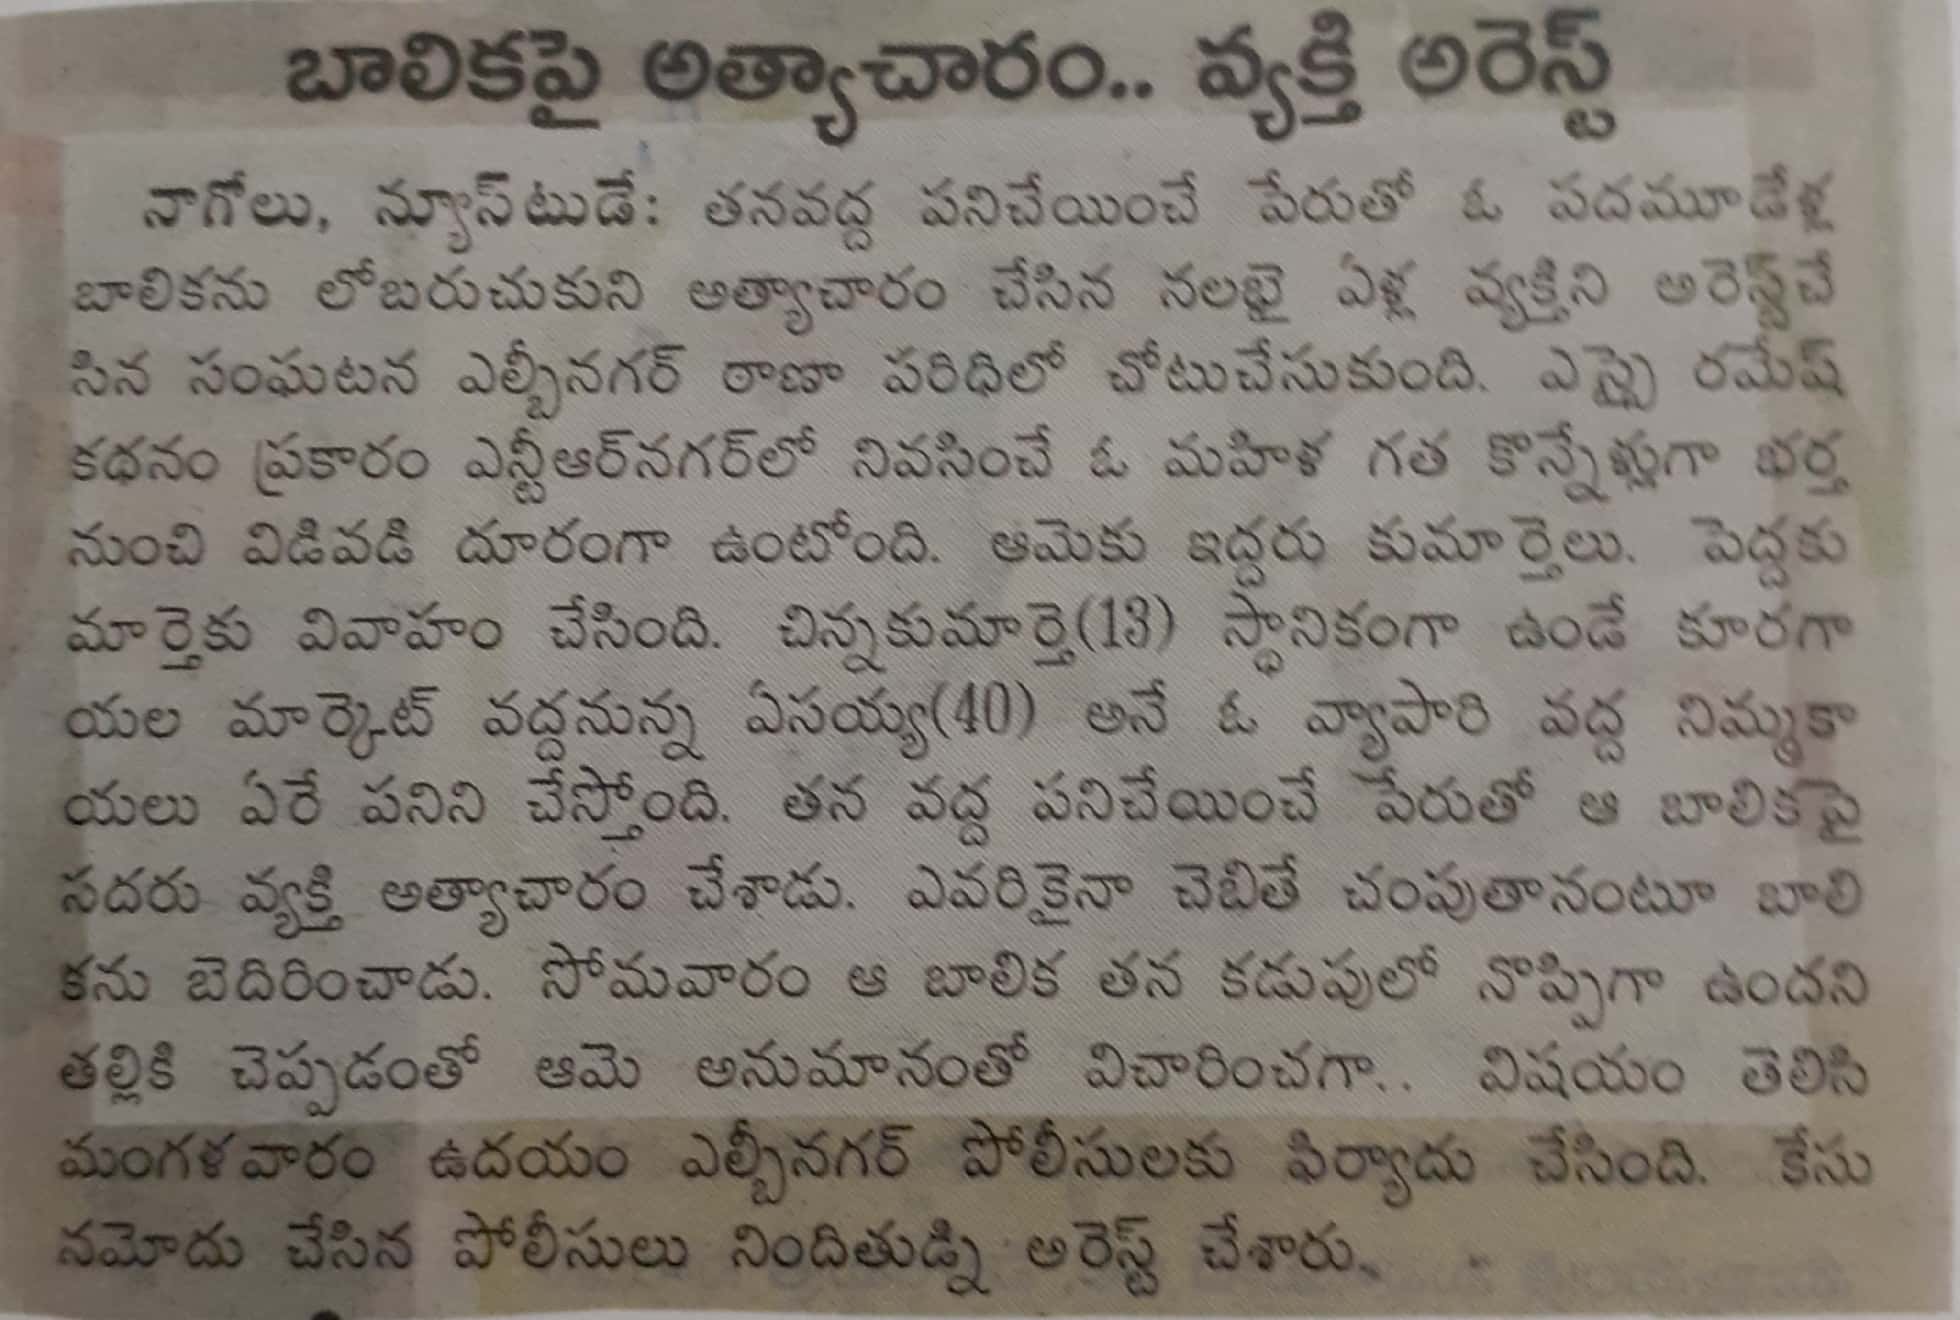 బాలికపై అత్యాచారం.. వ్యక్తి అరెస్ట్
నాగోలు, న్యూస్‌టుడే: తనవద్ద పనిచేయించే పేరుతో ఓ పదమూడేళ్ల
బాలికను లోబరుచుకుని అత్యాచారం చేసిన నలభై ఏళ్ల వ్యక్తిని అరెస్ట్‌చే
సిన సంఘటన ఎల్బీనగర్ ఠాణా పరిధిలో చోటుచేసుకుంది. ఎస్సై రమేష్
కథనం ప్రకారం ఎన్టీఆర్‌నగర్‌లో నివసించే ఓ మహిళ గత కొన్నేళ్లుగా భర్త
నుంచి విడివడి దూరంగా ఉంటోంది. ఆమెకు ఇద్దరు కుమార్తెలు. పెద్దకు
మార్తెకు వివాహం చేసింది. చిన్నకుమార్తె(13) స్థానికంగా ఉండే కూరగా
యల మార్కెట్ వద్దనున్న ఏసయ్య(40) అనే ఓ వ్యాపారి వద్ద నిమ్మకా
యలు ఏరే పనిని చేస్తోంది. తన వద్ద పనిచేయించే పేరుతో ఆ బాలికపై
సదరు వ్యక్తి అత్యాచారం చేశాడు. ఎవరికైనా చెబితే చంపుతానంటూ బాలి
కను బెదిరించాడు. సోమవారం ఆ బాలిక తన కడుపులో నొప్పిగా ఉందని
తల్లికి చెప్పడంతో ఆమె అనుమానంతో విచారించగా.. విషయం తెలిసి
మంగళవారం ఉదయం ఎల్బీనగర్ పోలీసులకు ఫిర్యాదు చేసింది. కేసు
నమోదు చేసిన పోలీసులు నిందితుడ్ని అరెస్ట్ చేశారు.